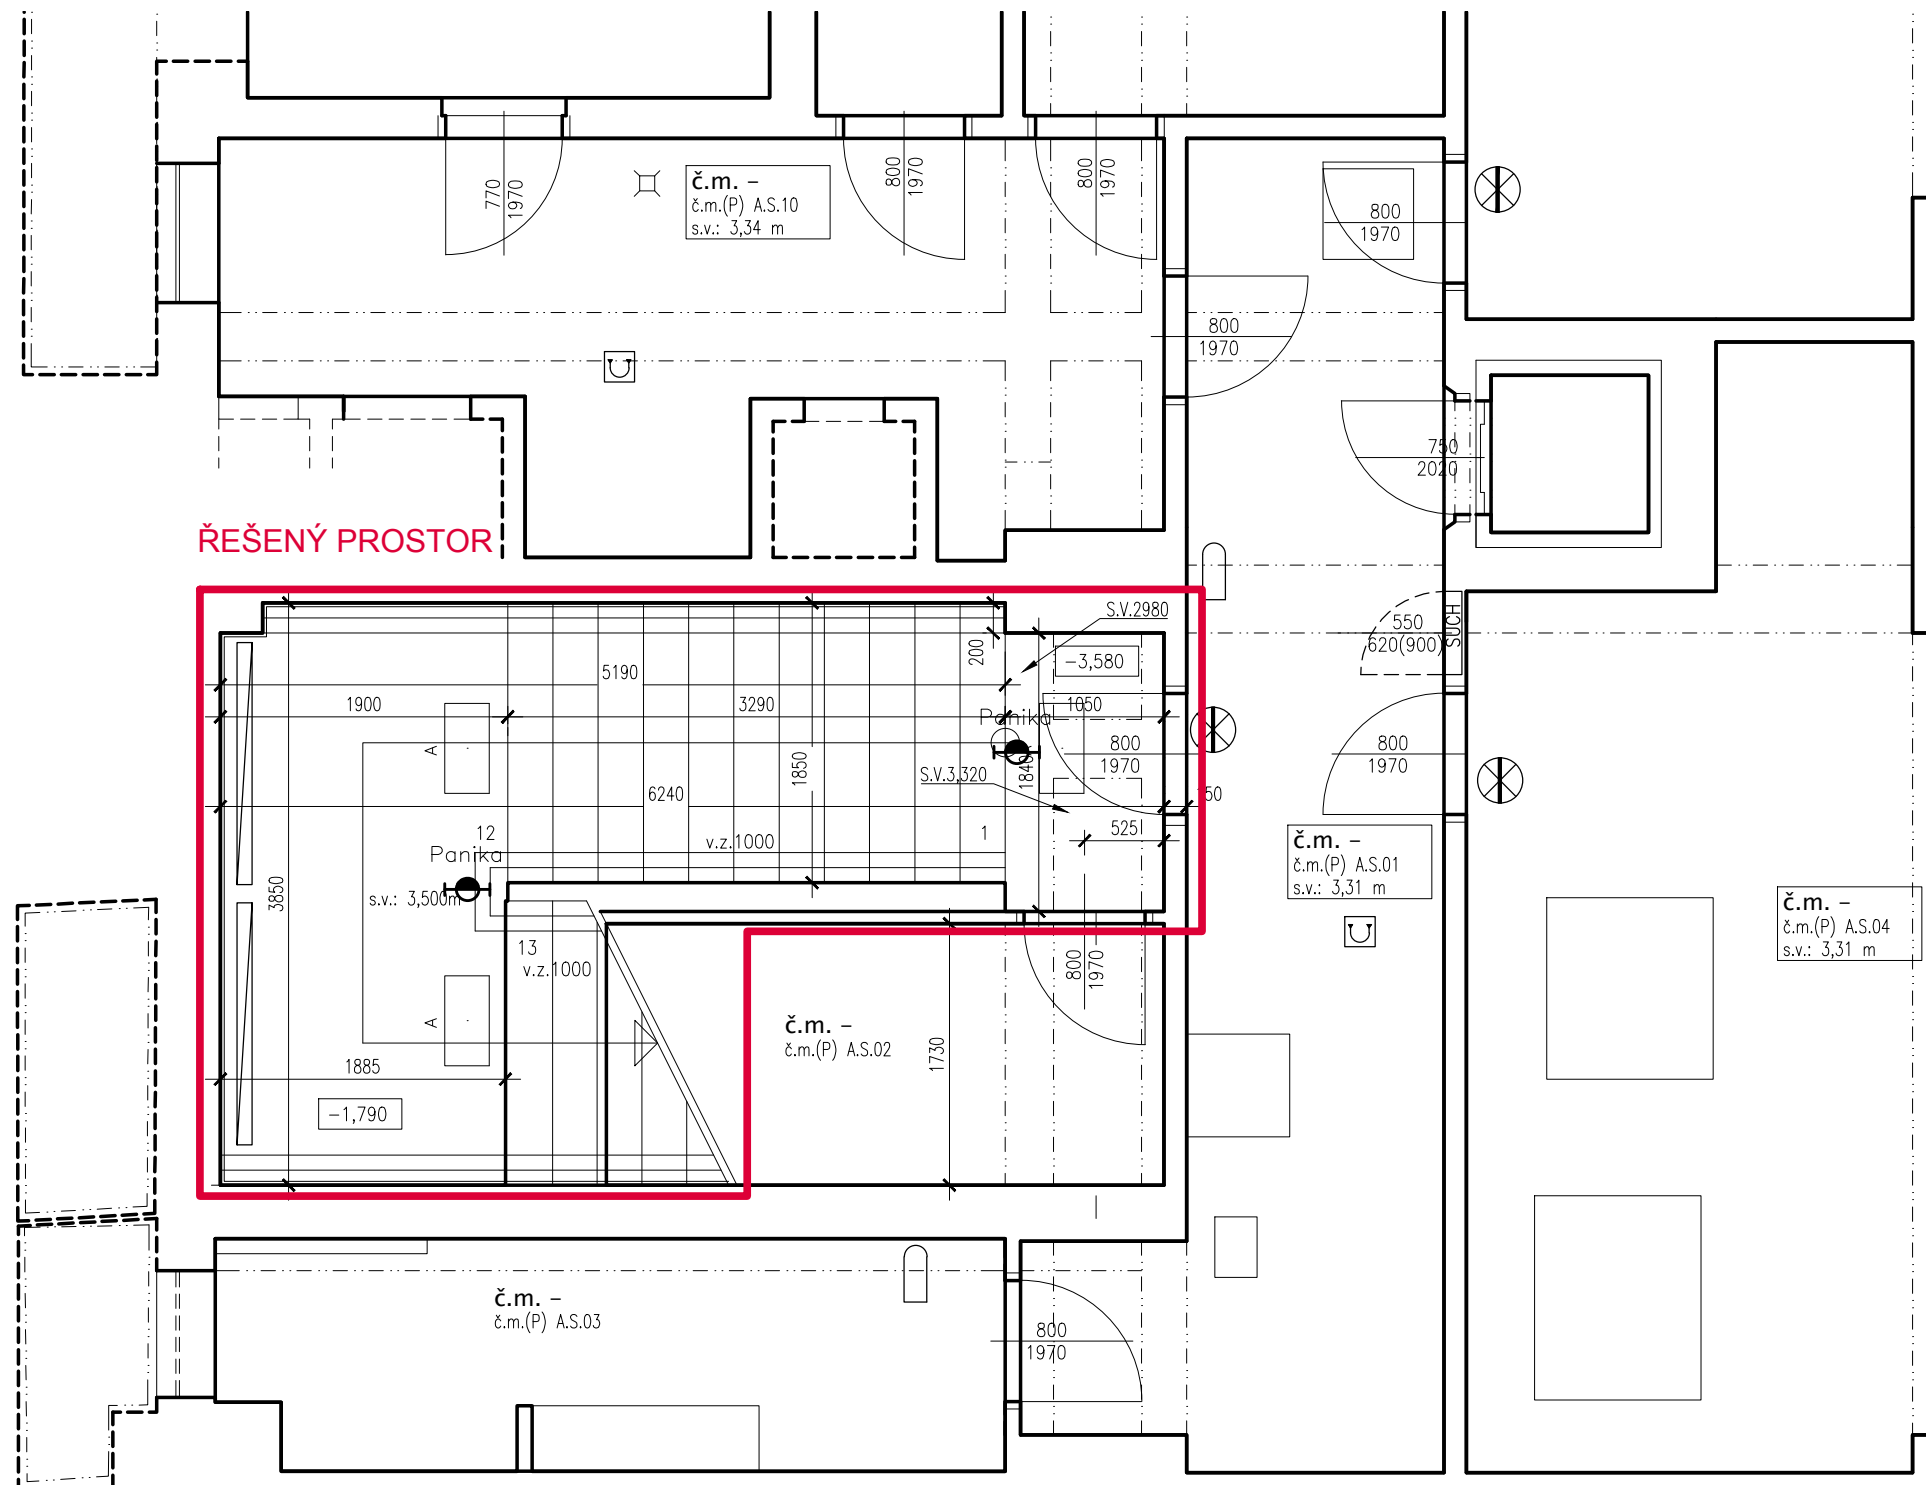 770
1970
č.m. –
č.m.(P) A.S.10
s.v.: 3,34 m
800
1970
800
1970
800
1970
800
1970
750
2020
ŘEŠENÝ PROSTOR
S.V.2980
550
620(900)
SUCH
200
-3,580
5190
1900
3290
1050
Panika
A
800
1970
800
1970
1850
1840
S.V.3,320
6240
150
12
1
525
v.z.1000
Panika
č.m. –
č.m.(P) A.S.01
s.v.: 3,31 m
3850
s.v.: 3,500m
č.m. –
č.m.(P) A.S.04
s.v.: 3,31 m
13
v.z.1000
800
1970
A
č.m. –
č.m.(P) A.S.02
1730
1885
-1,790
č.m. –
č.m.(P) A.S.03
800
1970